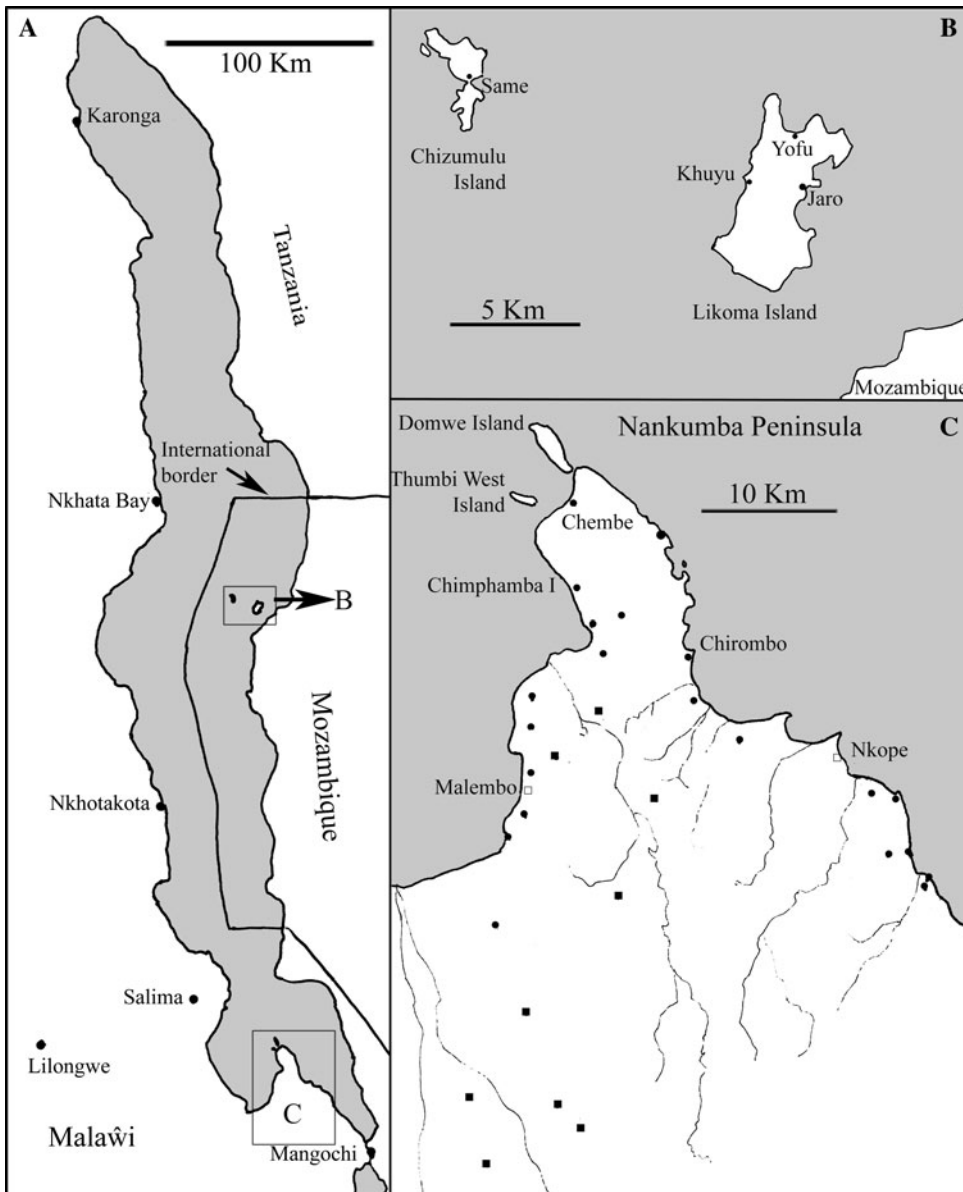 A
100 Km
Karonga
Tanzania
International
border
Nkhata Bay
B
Mozambique
Nkhotakota
Salima
Lilongwe
C
Malaŵi
Mangochi
B
Same
Chizumulu
Island
Yofu
Khuyu
Jaro
5 Km
Likoma Island
Mozambique
Domwe Island
Nankumba Peninsula
C
Thumbi West
Island
10 Km
Chembe
Chimphamba I
Chirombo
Nkope
Malembo